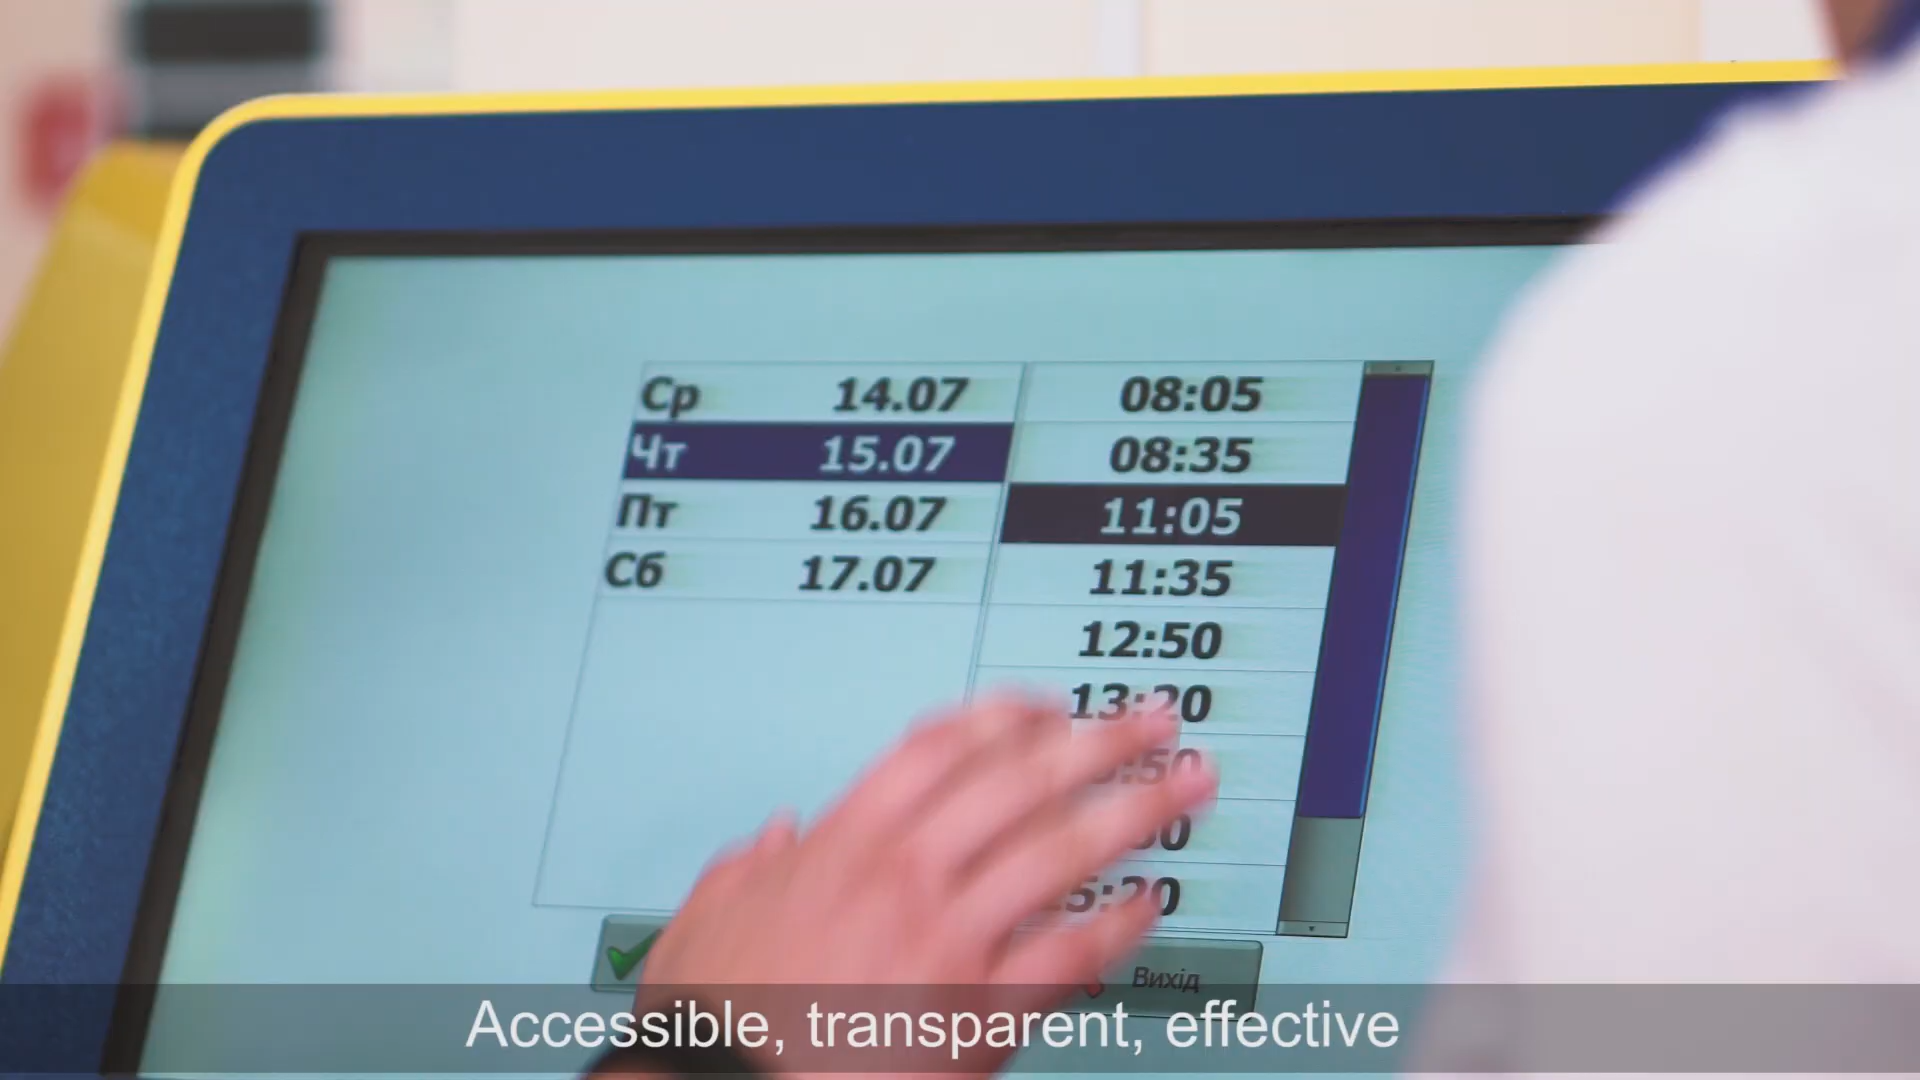 Ср 14.07 08:05
Чт 15.07 08:35
Пт 16.07 11:05
Сб 17.07 11:35
12:50
13:20
Вихід
Accessible, transparent, effective